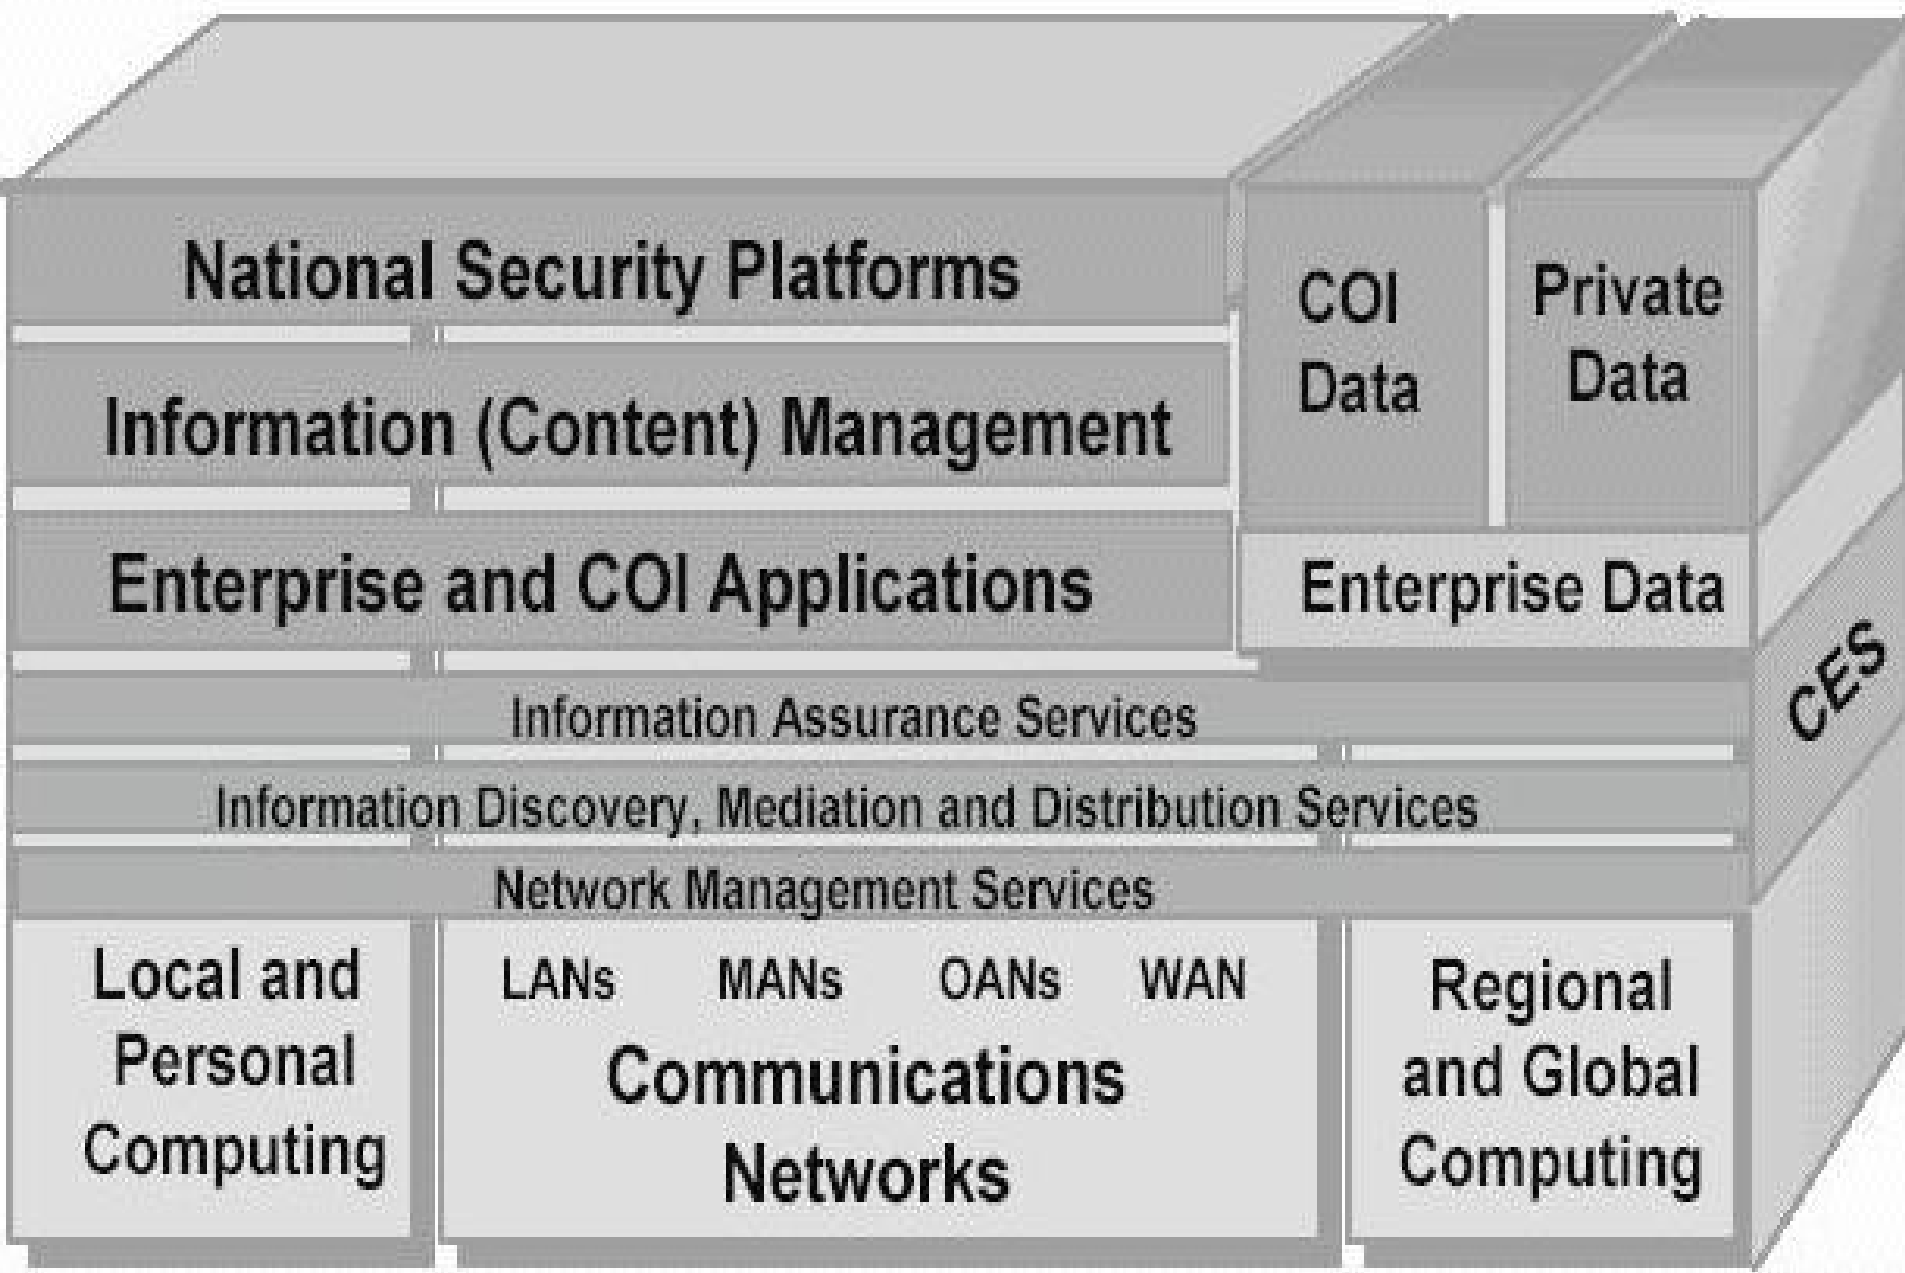 National Security Platforms
COI
Data
Private
Data
Information (Content) Management
Enterprise and COI Applications
Enterprise Data
CES
Information Assurance Services
Information Discovery, Mediation and Distribution Services
Network Management Services
Local and
Personal
Computing
LANs MANs OANs WAN
Communications
Networks
Regional
and Global
Computing